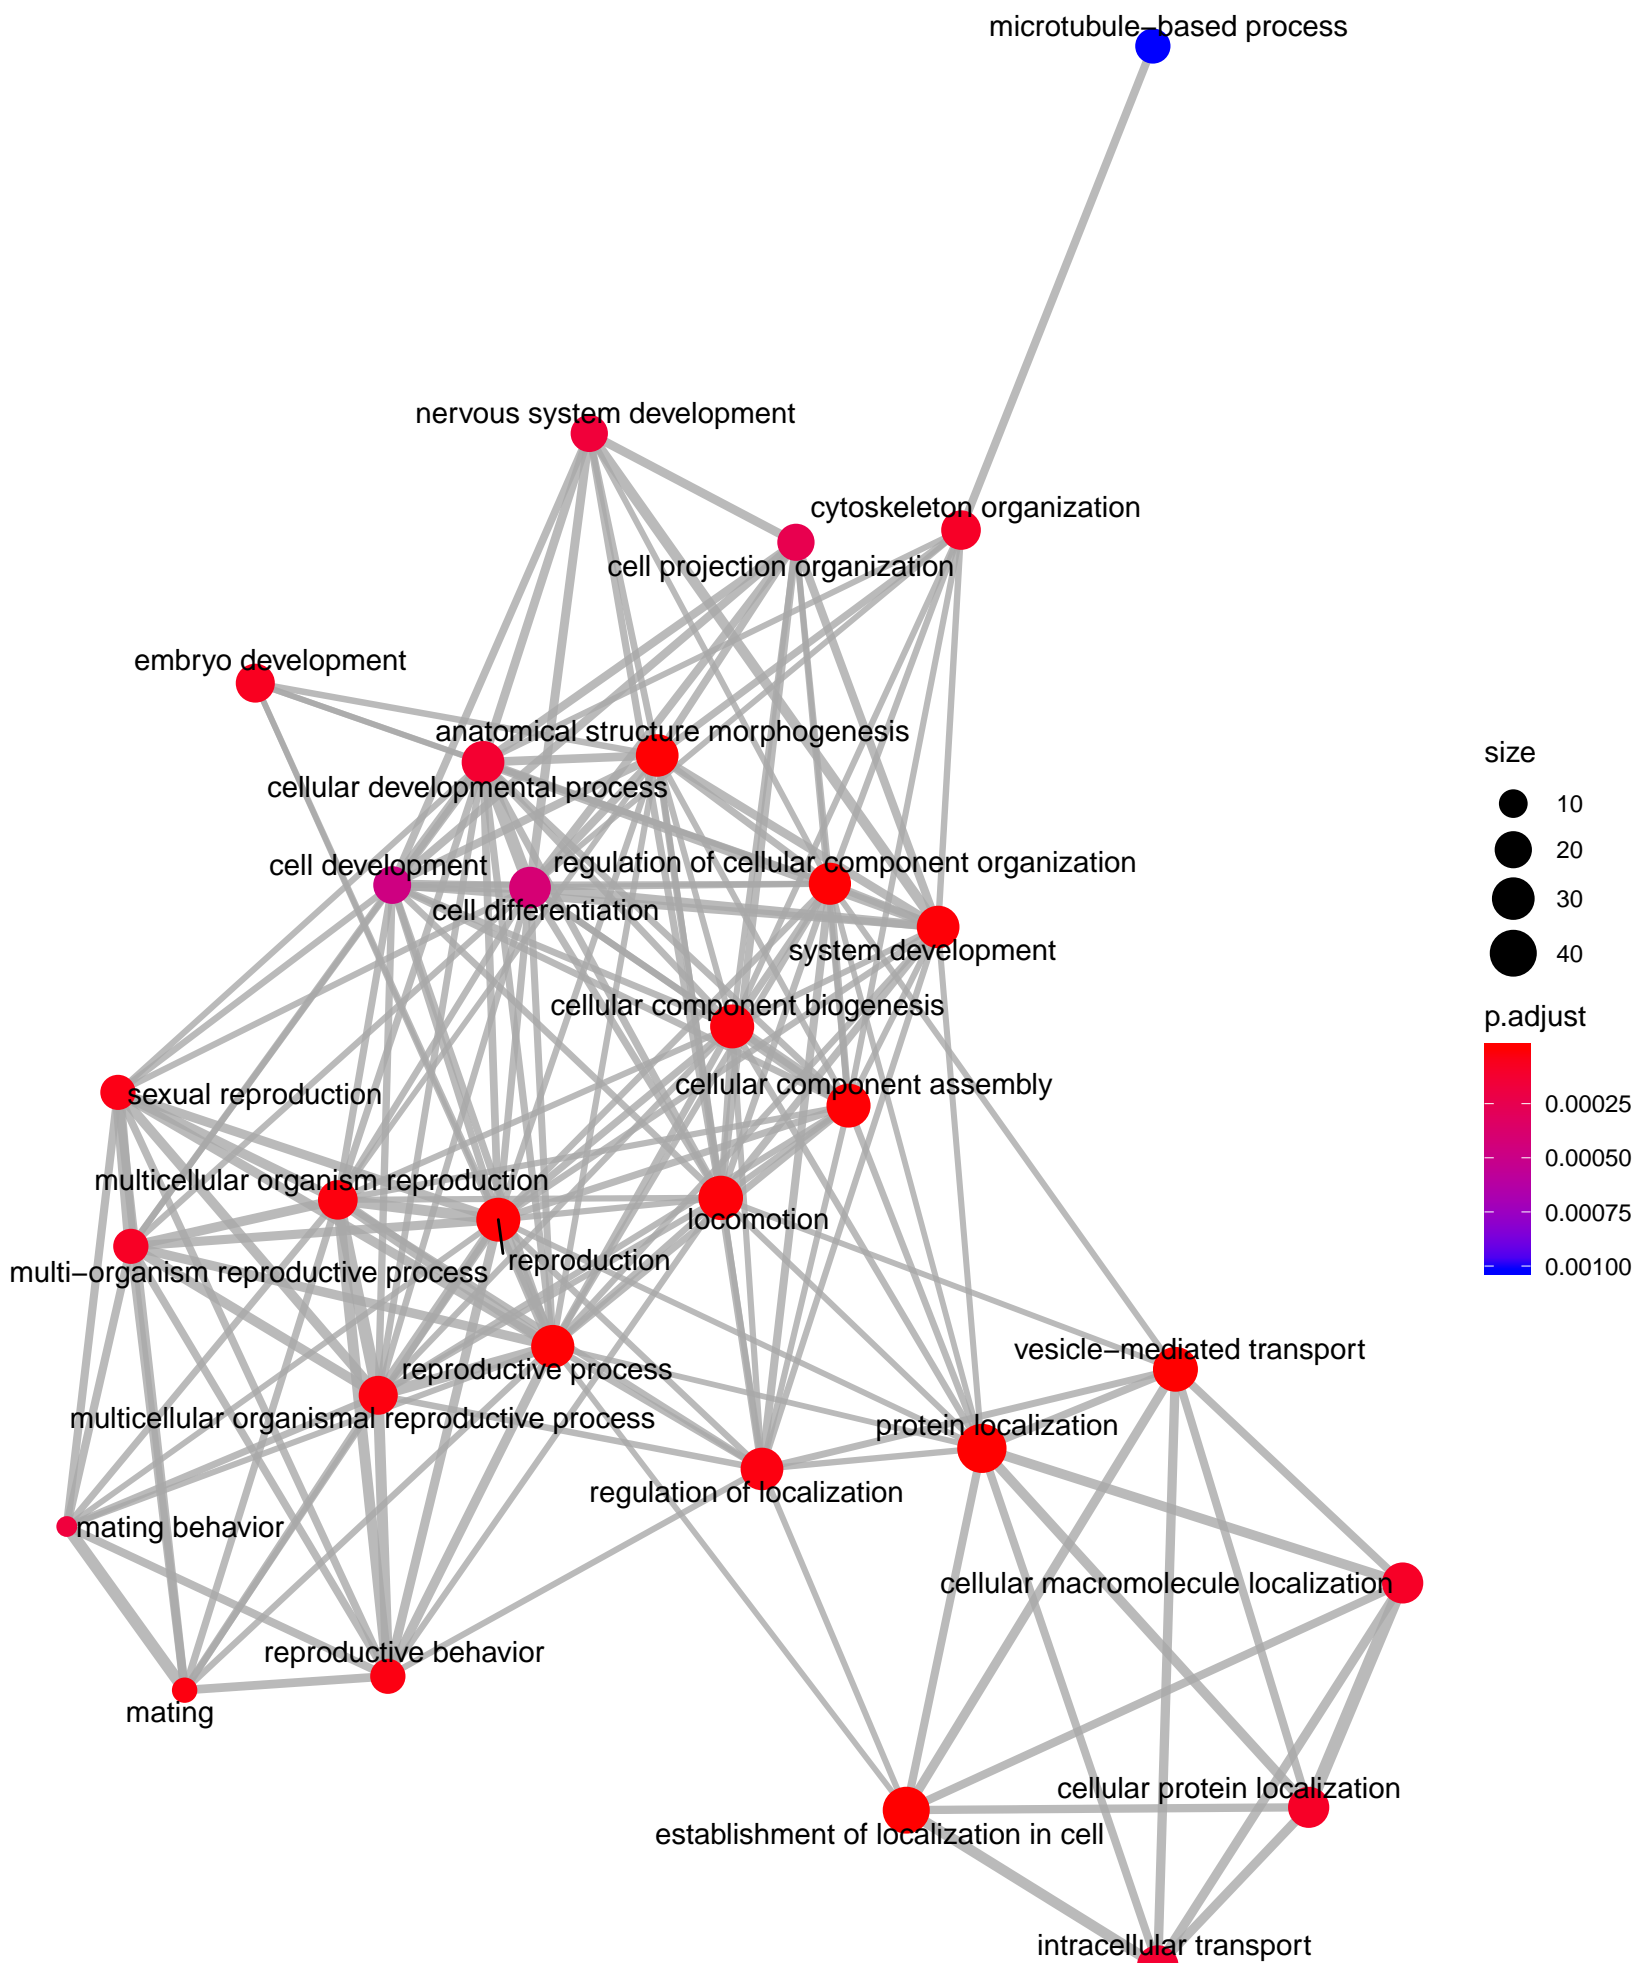 microtubule−based process
nervous system development
cytoskeleton organization
cell projection organization
embryo development
anatomical structure morphogenesis
cellular developmental process
cell development
regulation of cellular component organization
cell differentiation
system development
cellular component biogenesis
cellular component assembly
sexual reproduction
multicellular organism reproduction
locomotion
reproduction
multi−organism reproductive process
vesicle−mediated transport
reproductive process
multicellular organismal reproductive process
protein localization
regulation of localization
mating behavior
cellular macromolecule localization
reproductive behavior
mating
cellular protein localization
establishment of localization in cell
intracellular transport
size
10
20
30
40
p.adjust
0.00025
0.00050
0.00075
0.00100